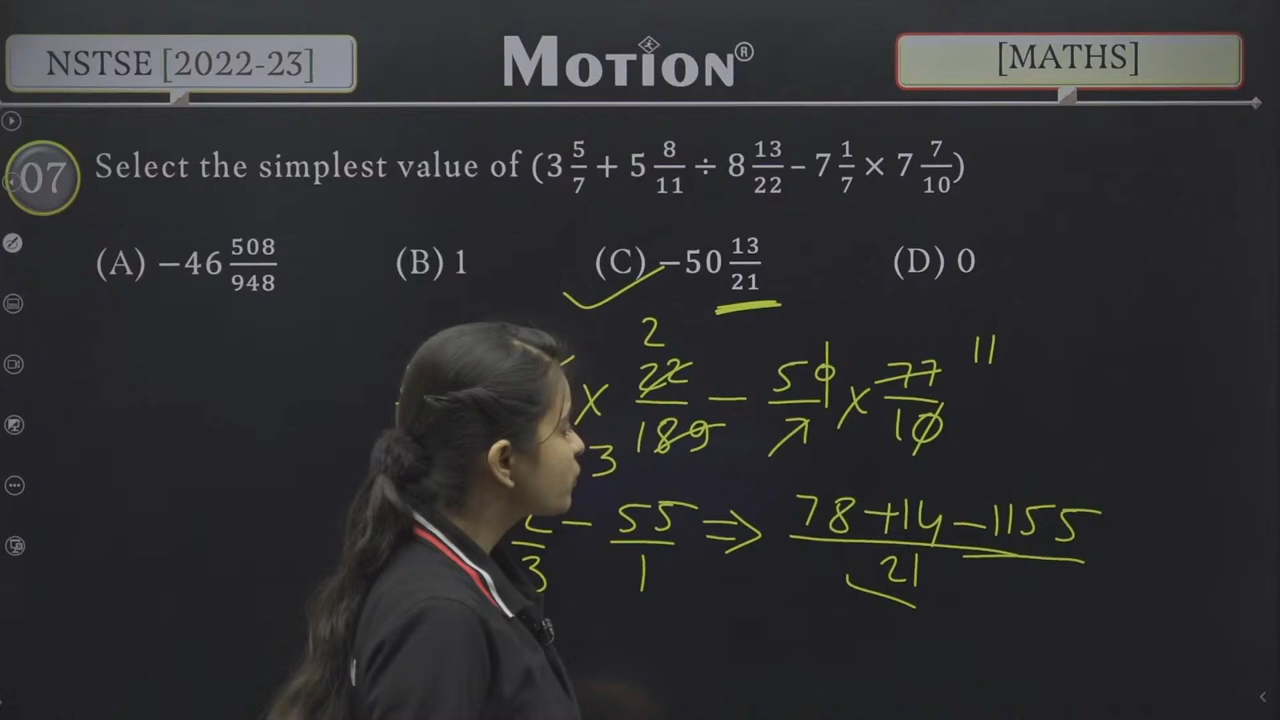 NSTSE [2022-23]
MOTION®
[MATHS]
07 Select the simplest value of (3 5/7 + 5 8/11 ÷ 8 13/22 − 7 1/7 × 7 7/10)
(A) −46 508/948 (B) 1 (C) −50 13/21 (D) 0
2 11
× 22/189 − 50/7 × 77/10
3
/3 − 55/1 ⇒ 78+14−1155/21